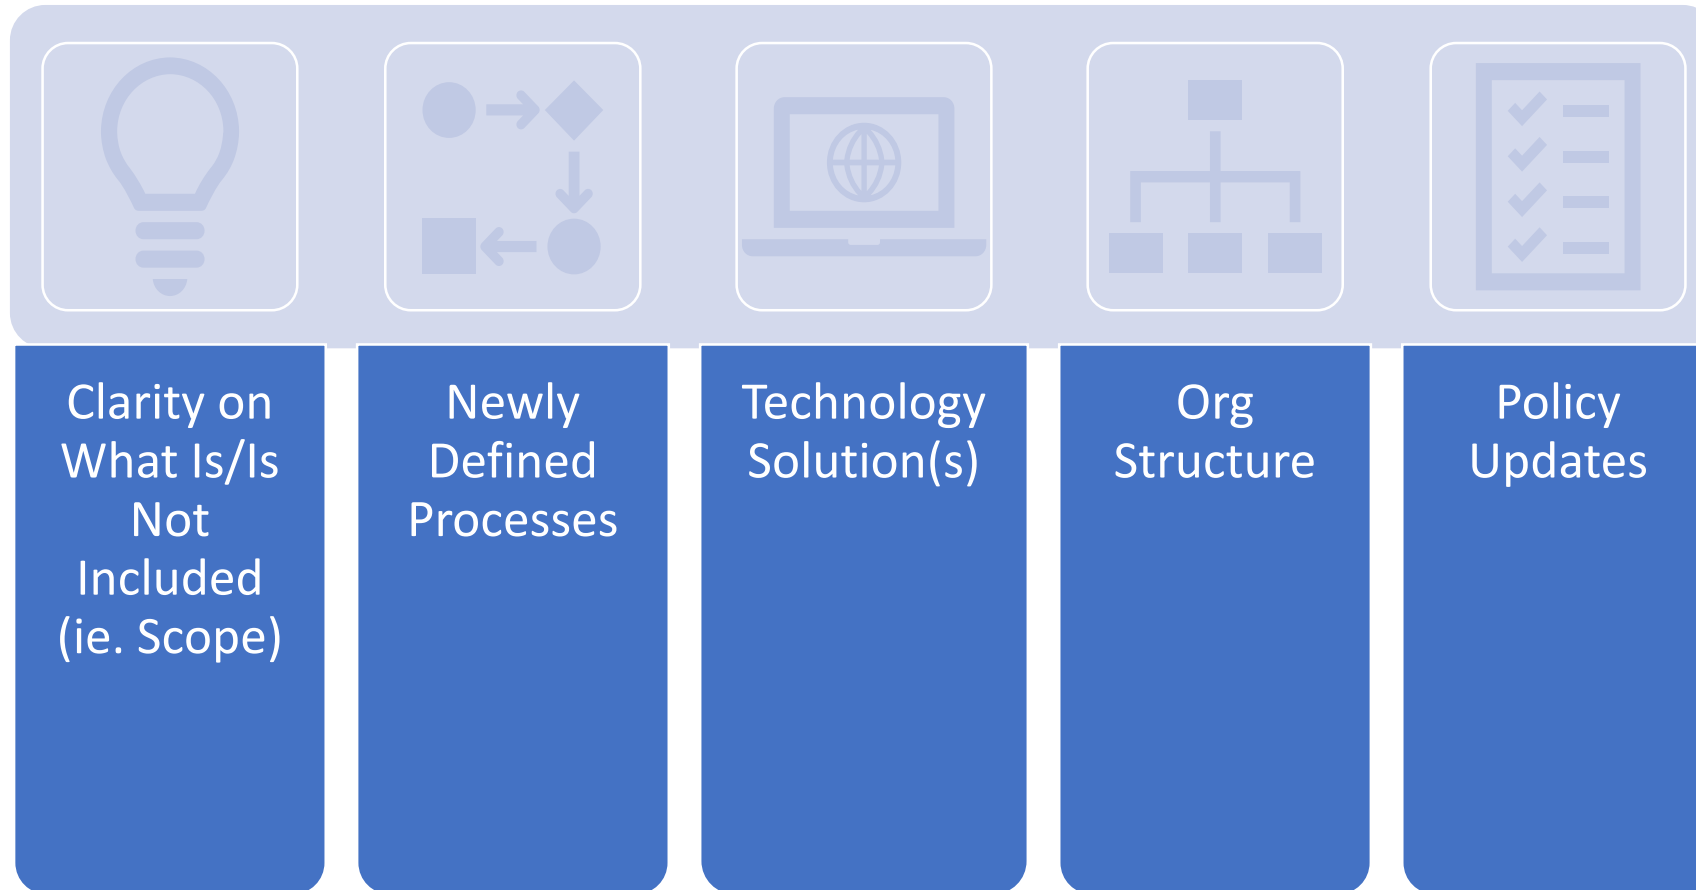 Clarity on
What Is/Is
Not
Included
(ie. Scope)
Newly
Defined
Processes
Technology
Solution(s)
Org
Structure
Policy
Updates